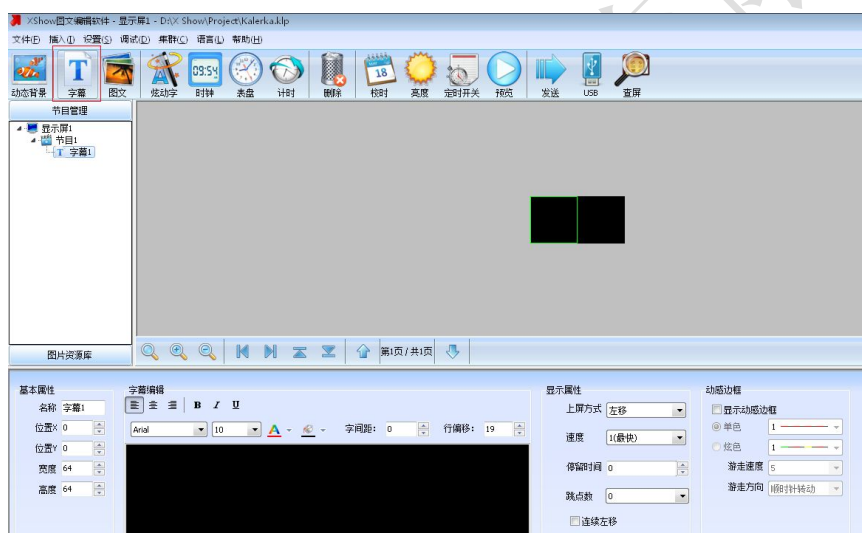 XShow图文编辑软件 - 显示屏1 - D:\X Show\Project\Kalerka.klp
文件(F) 插入(I) 设置(S) 调试(D) 集群(C) 语言(L) 帮助(H)
动态背景 字幕 图文 炫动字 时钟 表盘 计时 删除 校时 亮度 定时开关 预览 发送 USB 查屏
T 09:54 18
节目管理
显示屏1
节目1
T 字幕1
图片资源库
第1页/共1页
基本属性 字幕编辑 显示属性 动感边框
名称 字幕1 B I U 上屏方式 左移 显示动感边框
位置X 0 Arial 10 A 字间距: 0 行偏移: 19 单色 1
位置Y 0 速度 1(最快) 炫色 1
宽度 64 停留时间 0 游走速度 5
高度 64 跳点数 0 游走方向 顺时针转动
连续左移